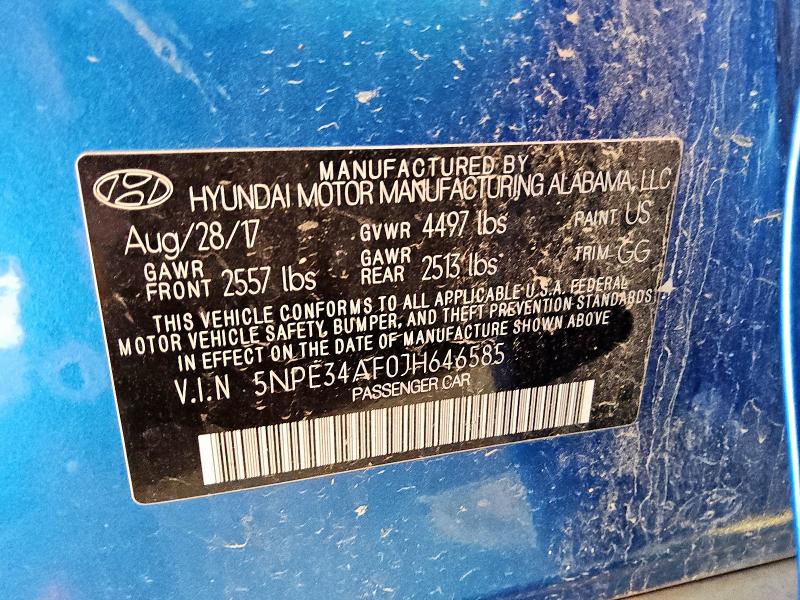 MANUFACTURED BY
HYUNDAI MOTOR MANUFACTURING ALABAMA, LLC
Aug/28/17 GVWR 4497 lbs PAINT US
GAWR FRONT 2557 lbs GAWR REAR 2513 lbs TRIM GG
THIS VEHICLE CONFORMS TO ALL APPLICABLE U.S.A. FEDERAL
MOTOR VEHICLE SAFETY, BUMPER, AND THEFT PREVENTION STANDARDS
IN EFFECT ON THE DATE OF MANUFACTURE SHOWN ABOVE
V.I.N 5NPE34AF0JH646585
PASSENGER CAR